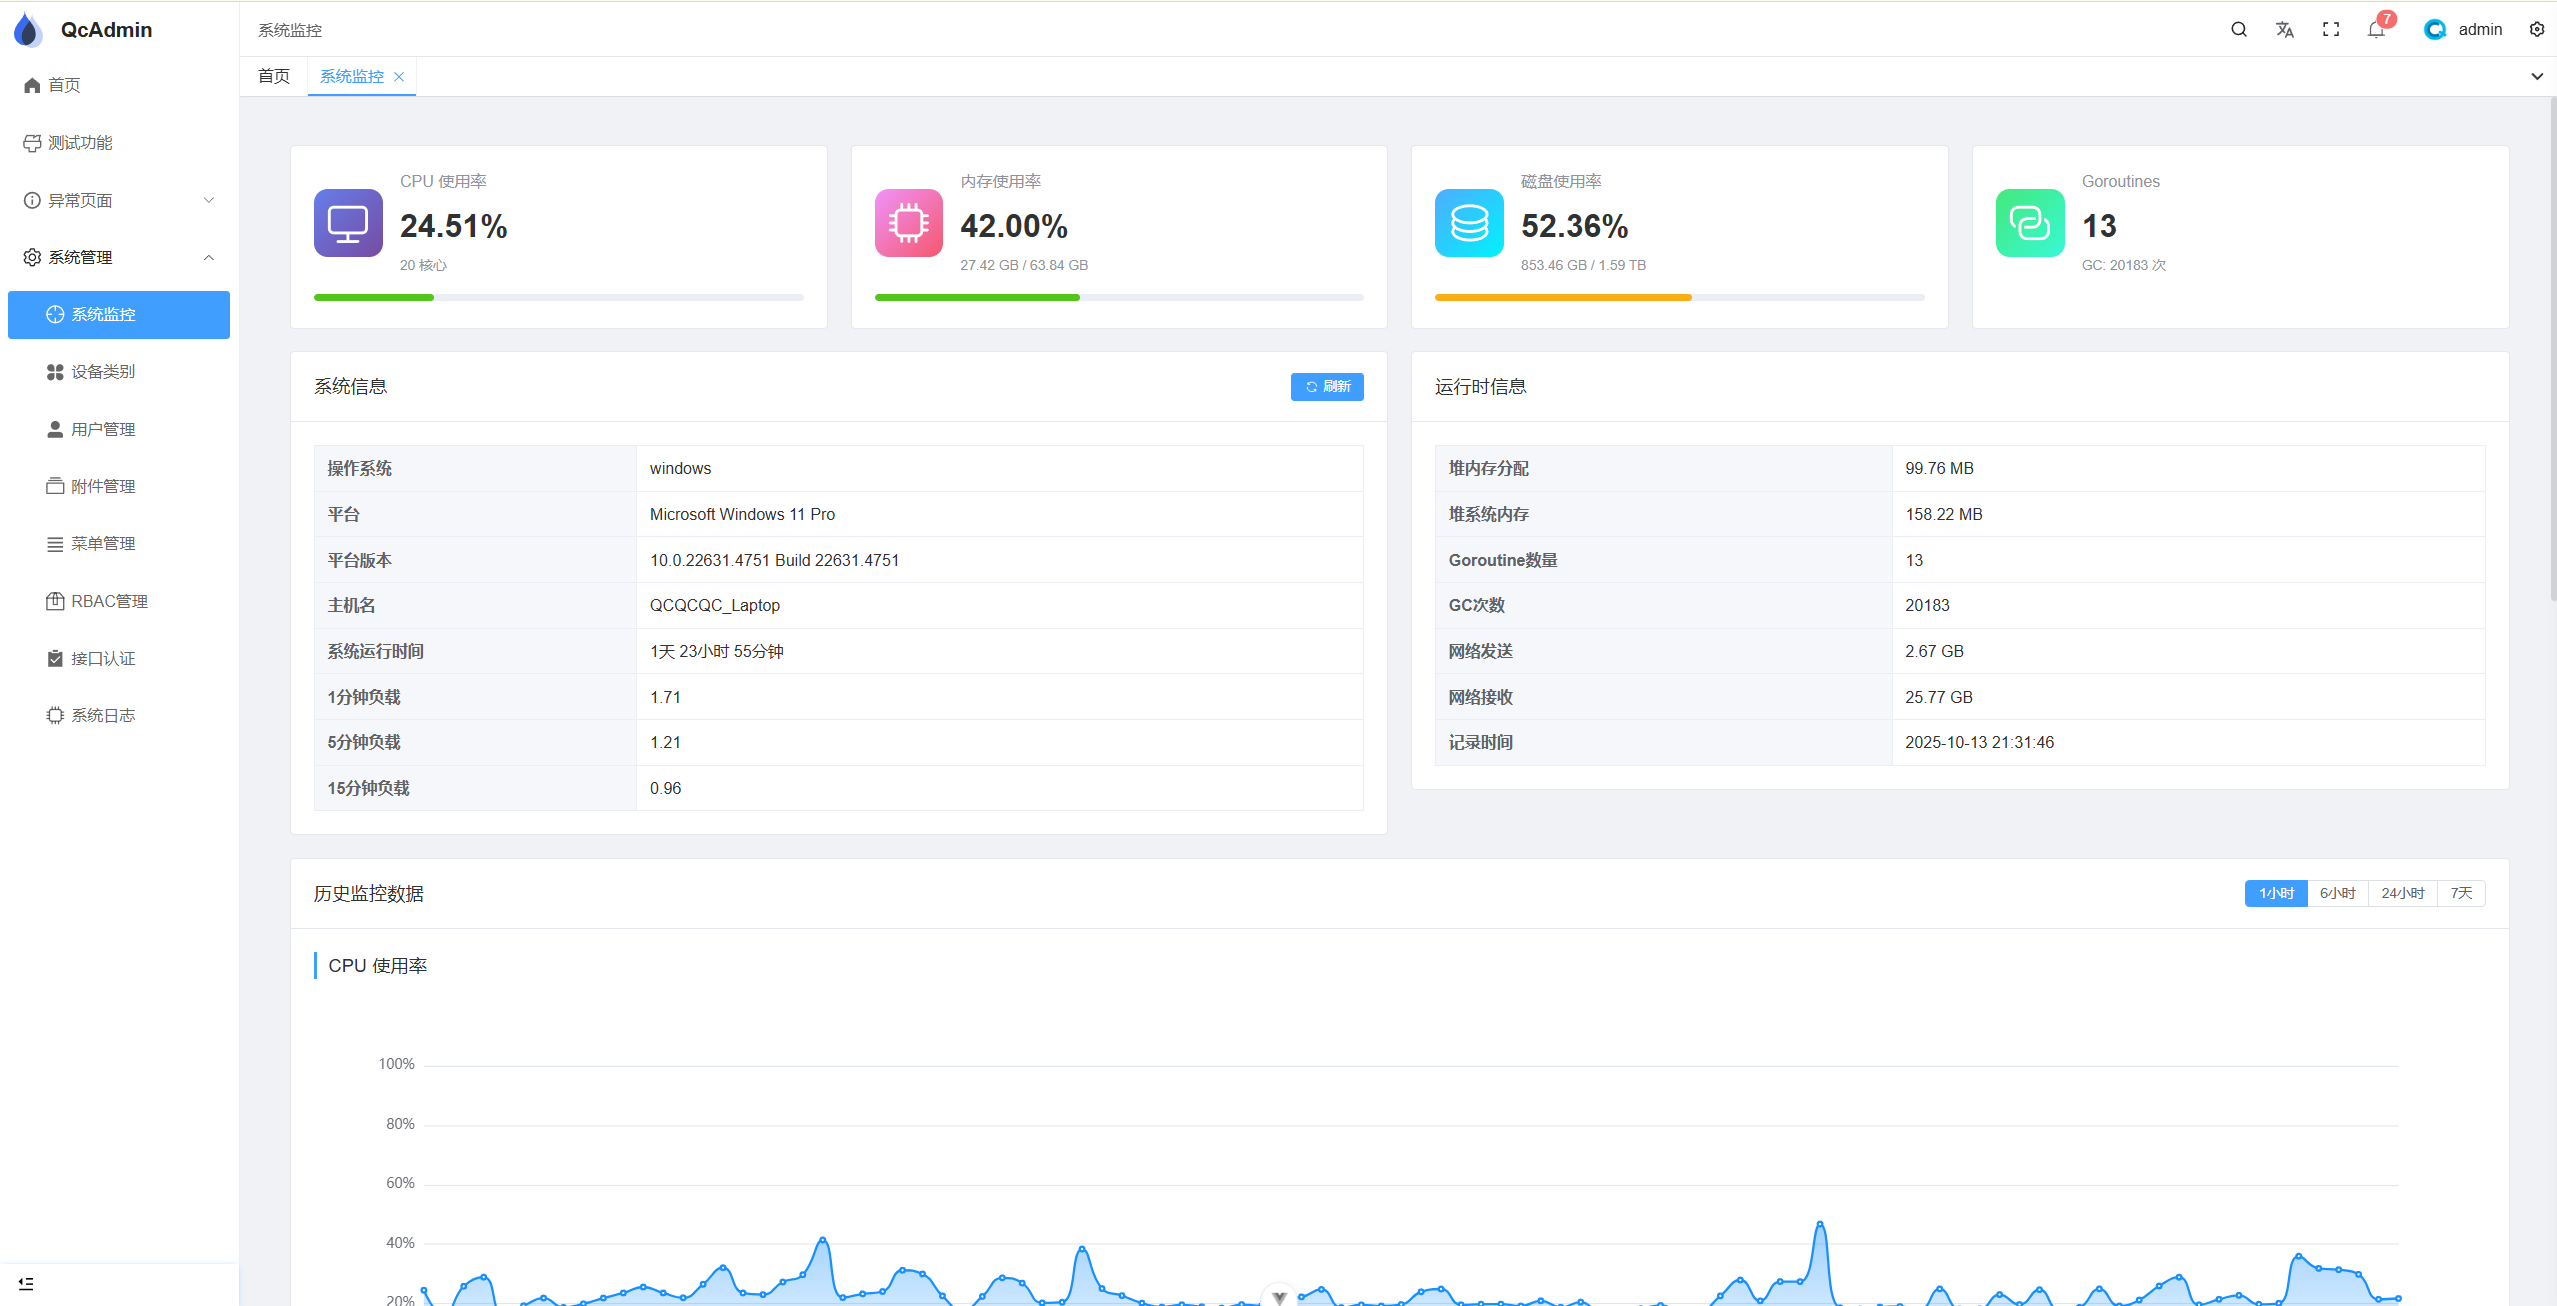 QcAdmin
系统监控
7
admin
首页
系统监控
首页
测试功能
异常页面
系统管理
系统监控
设备类别
用户管理
附件管理
菜单管理
RBAC管理
接口认证
系统日志
CPU 使用率
24.51%
20 核心
内存使用率
42.00%
27.42 GB / 63.84 GB
磁盘使用率
52.36%
853.46 GB / 1.59 TB
Goroutines
13
GC: 20183 次
系统信息
刷新
操作系统 windows
平台 Microsoft Windows 11 Pro
平台版本 10.0.22631.4751 Build 22631.4751
主机名 QCQCQC_Laptop
系统运行时间 1天 23小时 55分钟
1分钟负载 1.71
5分钟负载 1.21
15分钟负载 0.96
运行时信息
堆内存分配 99.76 MB
堆系统内存 158.22 MB
Goroutine数量 13
GC次数 20183
网络发送 2.67 GB
网络接收 25.77 GB
记录时间 2025-10-13 21:31:46
历史监控数据
1小时 6小时 24小时 7天
CPU 使用率
100%
80%
60%
40%
20%